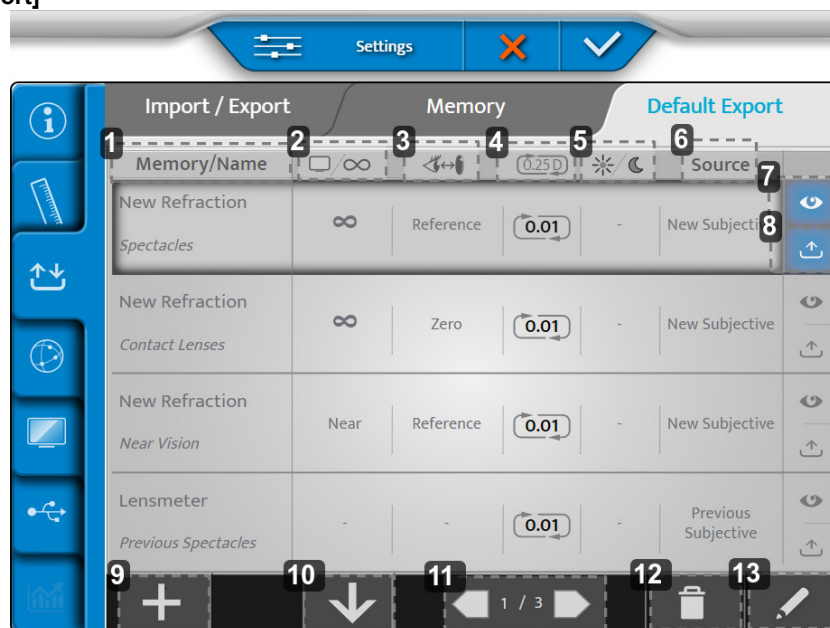 ort]
Settings
Import / Export
Memory
Default Export
1
2
3
4
5
6
Memory/Name
0.25 D
Source
7
New Refraction
Spectacles
∞
Reference
0.01
-
New Subjecti
8
New Refraction
Contact Lenses
∞
Zero
0.01
-
New Subjective
New Refraction
Near Vision
Near
Reference
0.01
-
New Subjective
Lensmeter
Previous Spectacles
-
-
0.01
-
Previous
Subjective
9
10
11
12
13
1 / 3